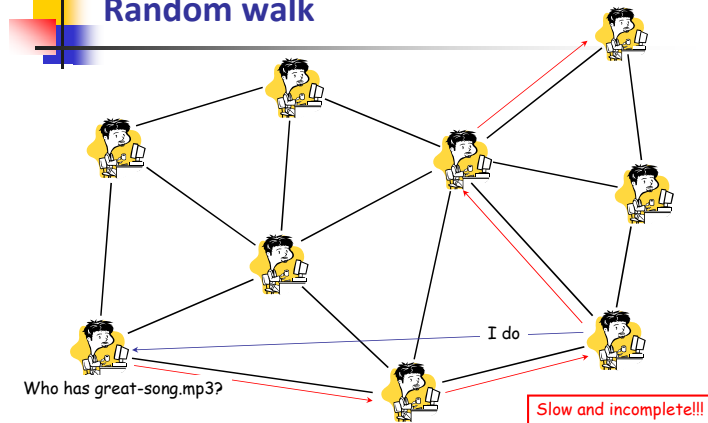 Random walk
I do
Who has great-song.mp3?
Slow and incomplete!!!